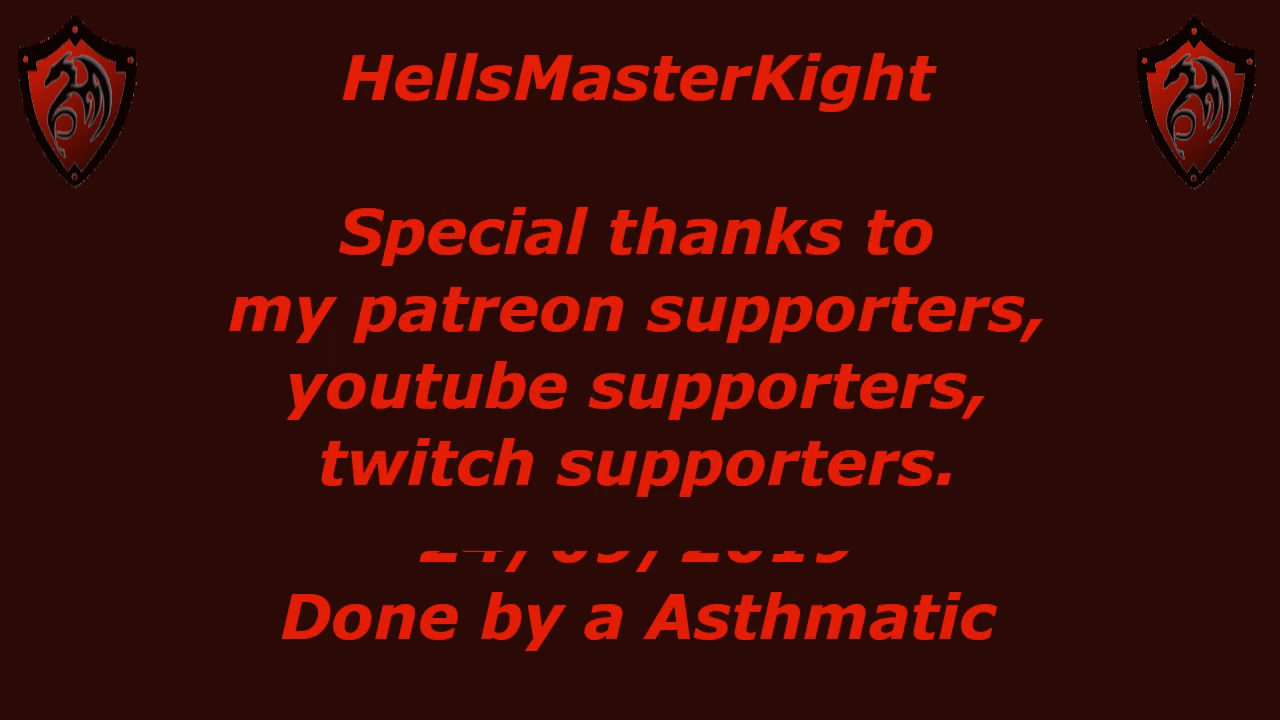 HellsMasterKight
Special thanks to
my patreon supporters,
youtube supporters,
twitch supporters.
Done by a Asthmatic